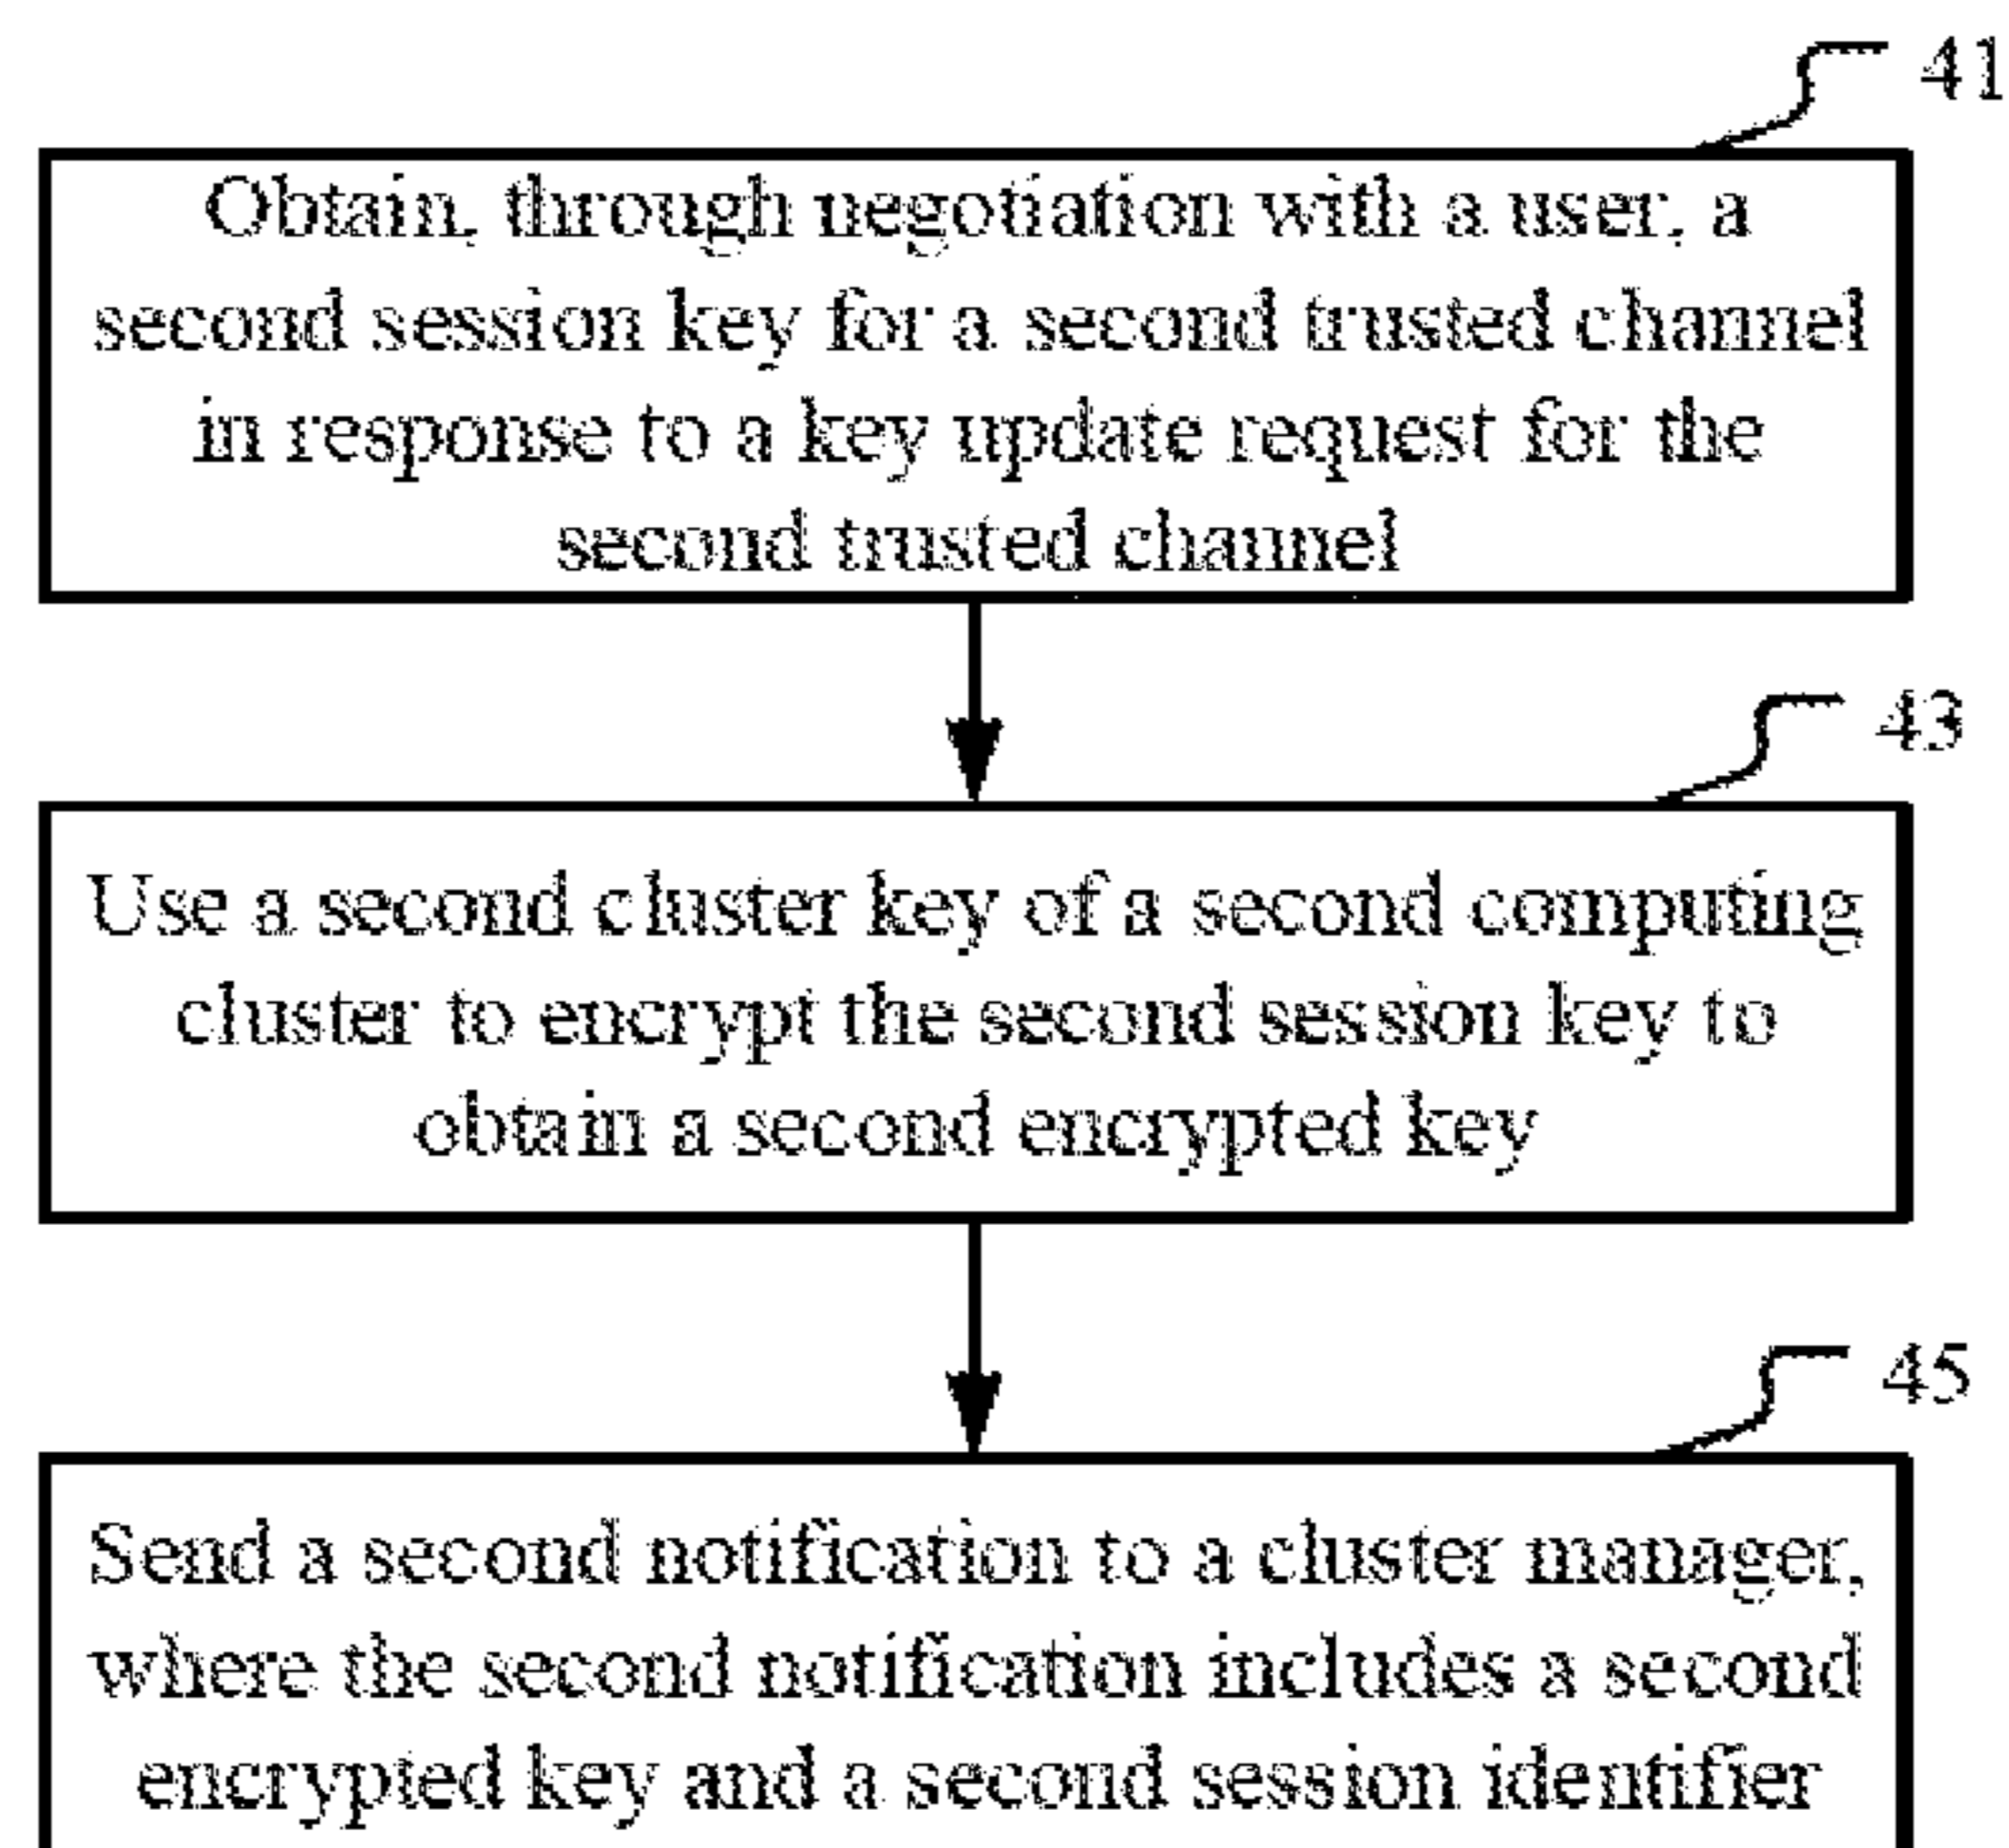 41
Obtain, through negotiation with a user, a
second session key for a second trusted channel
in response to a key update request for the
second trusted channel
43
Use a second cluster key of a second computing
cluster to encrypt the second session key to
obtain a second encrypted key
45
Send a second notification to a cluster manager,
where the second notification includes a second
encrypted key and a second session identifier